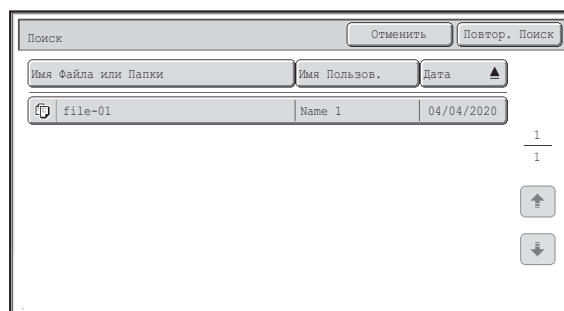 Поиск Отменить Повтор. Поиск
Имя Файла или Папки Имя Пользов. Дата
file-01 Name 1 04/04/2020
1
1